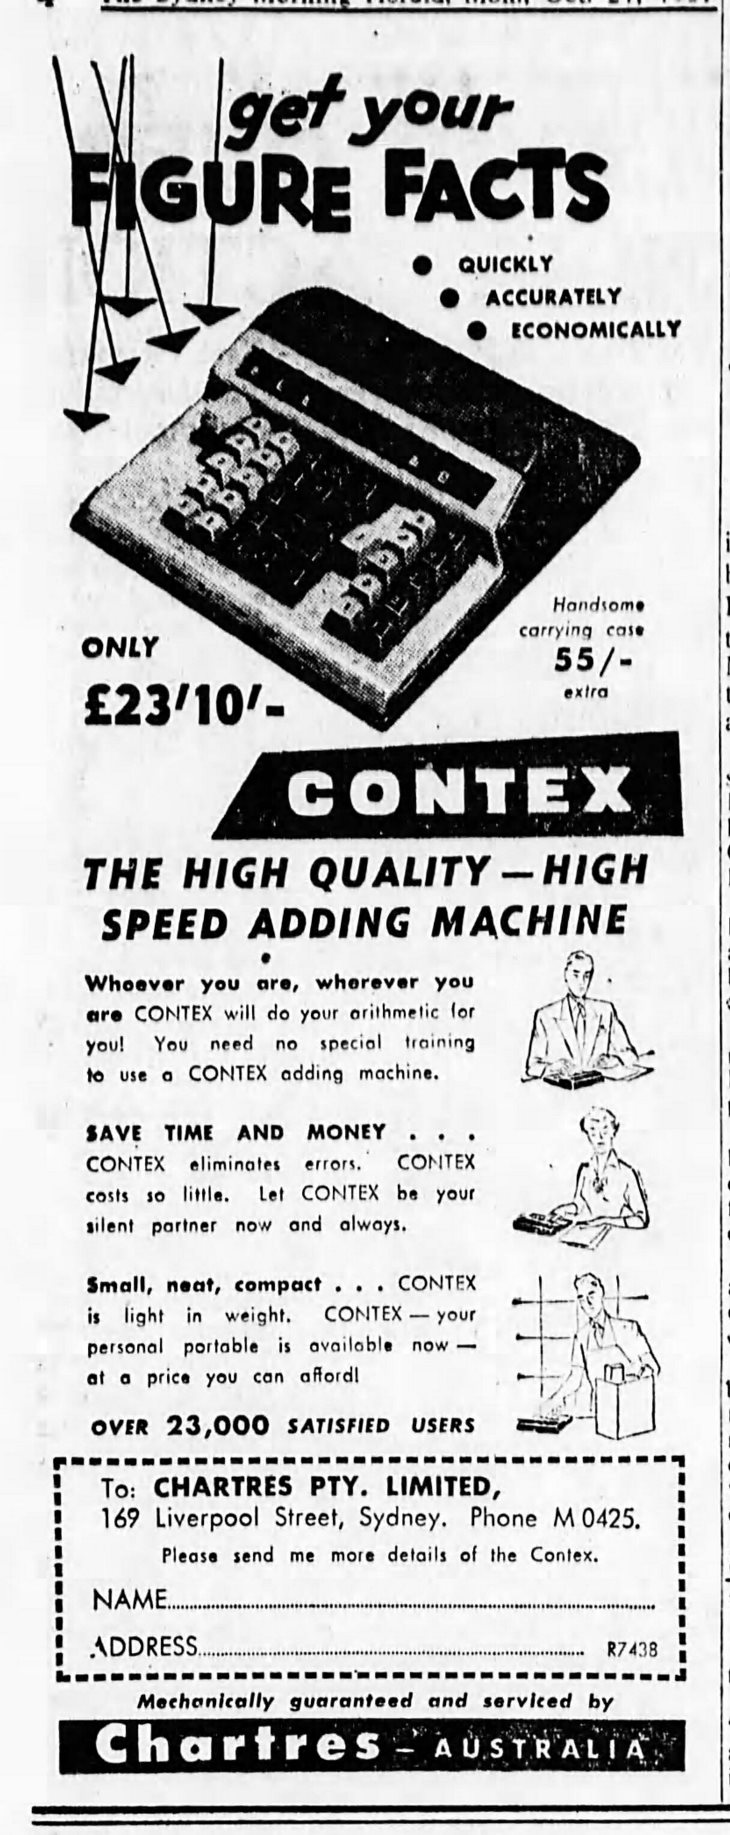 get your
FIGURE FACTS
● QUICKLY
● ACCURATELY
● ECONOMICALLY
Handsome
carrying case
55/-
extra
ONLY
£23'10'-
CONTEX
THE HIGH QUALITY — HIGH
SPEED ADDING MACHINE
Whoever you are, wherever you
are CONTEX will do your arithmetic for
you! You need no special training
to use a CONTEX adding machine.
SAVE TIME AND MONEY . . .
CONTEX eliminates errors. CONTEX
costs so little. Let CONTEX be your
silent partner now and always.
Small, neat, compact . . . CONTEX
is light in weight. CONTEX — your
personal portable is available now —
at a price you can afford!
OVER 23,000 SATISFIED USERS
To: CHARTRES PTY. LIMITED,
169 Liverpool Street, Sydney. Phone M 0425.
Please send me more details of the Contex.
NAME
ADDRESS R7438
Mechanically guaranteed and serviced by
Chartres – AUSTRALIA